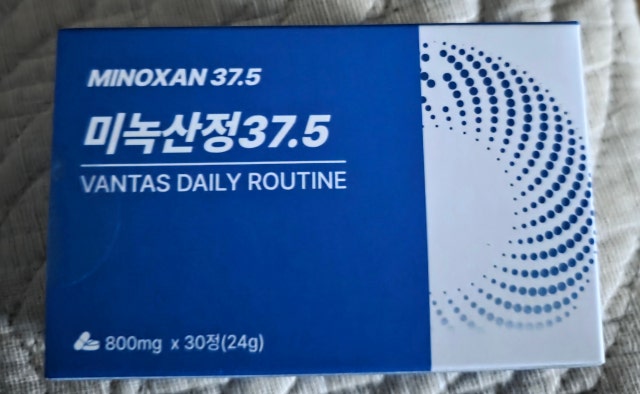 MINOXAN 37.5
미녹산정37.5
VANTAS DAILY ROUTINE
800mg x 30정(24g)